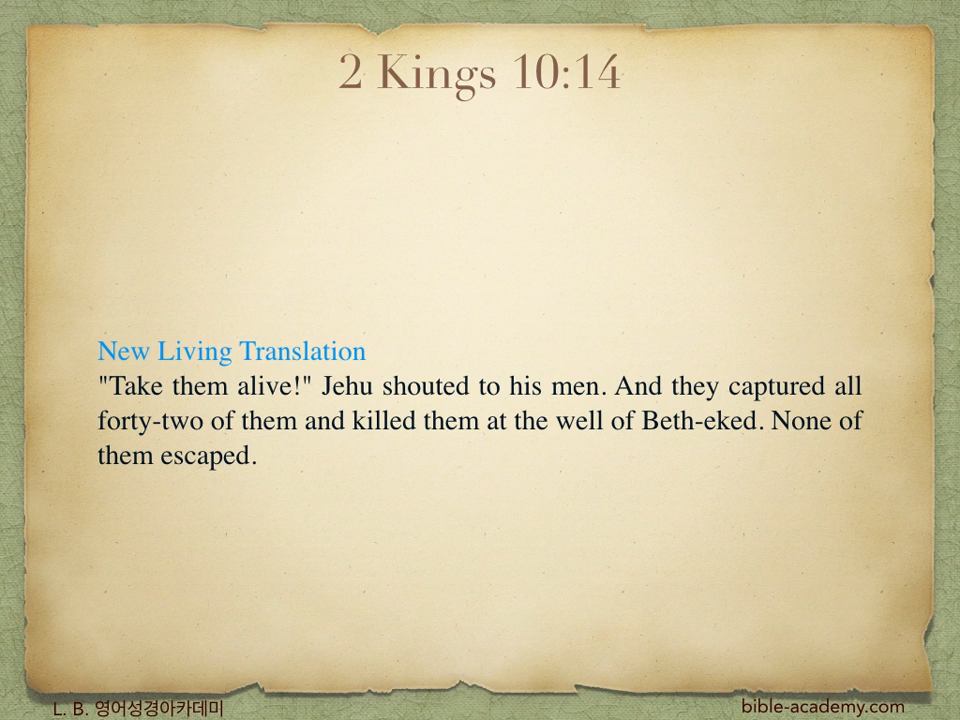 2 Kings 10:14
New Living Translation
"Take them alive!" Jehu shouted to his men. And they captured all
forty-two of them and killed them at the well of Beth-eked. None of
them escaped.
L. B. 영어성경아카데미
bible-academy.com